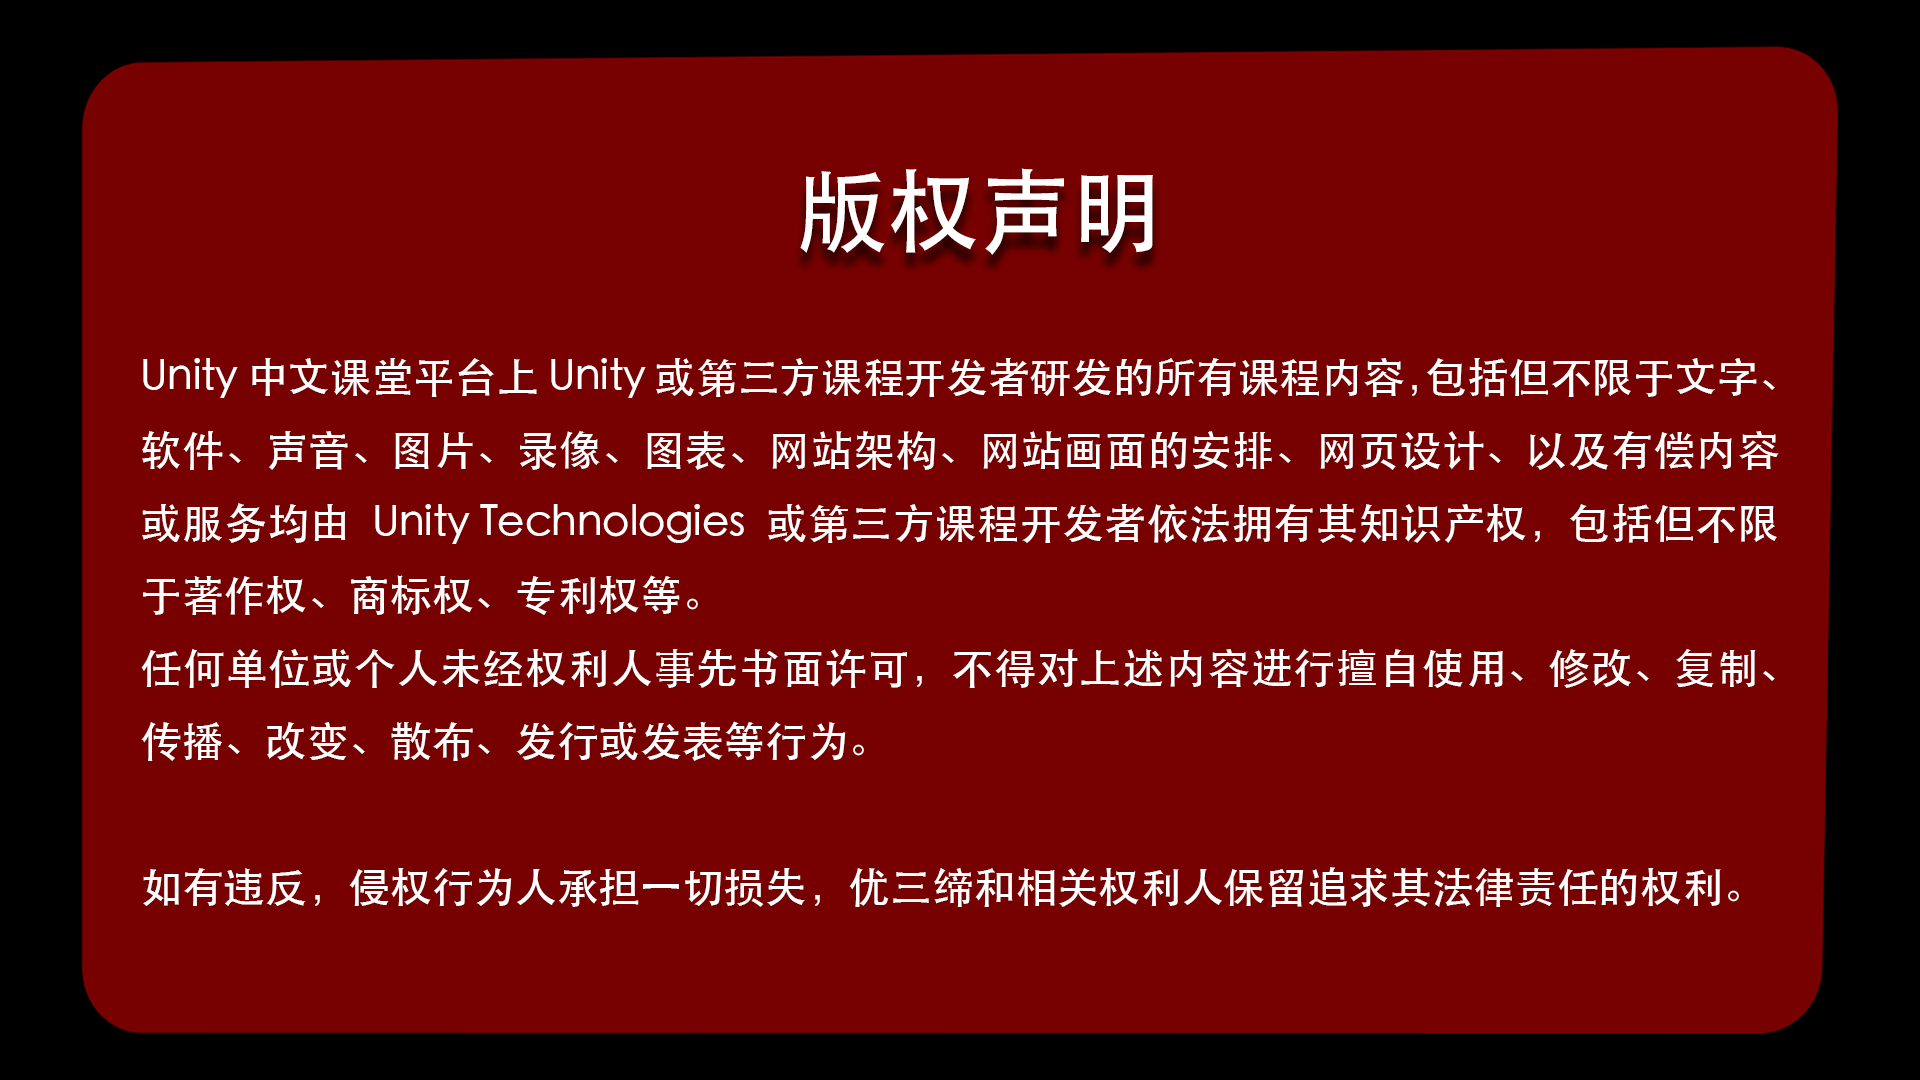 版权声明
Unity 中文课堂平台上 Unity 或第三方课程开发者研发的所有课程内容,包括但不限于文字、
软件、声音、图片、录像、图表、网站架构、网站画面的安排、网页设计、以及有偿内容
或服务均由 Unity Technologies 或第三方课程开发者依法拥有其知识产权，包括但不限
于著作权、商标权、专利权等。
任何单位或个人未经权利人事先书面许可，不得对上述内容进行擅自使用、修改、复制、
传播、改变、散布、发行或发表等行为。
如有违反，侵权行为人承担一切损失，优三缔和相关权利人保留追求其法律责任的权利。